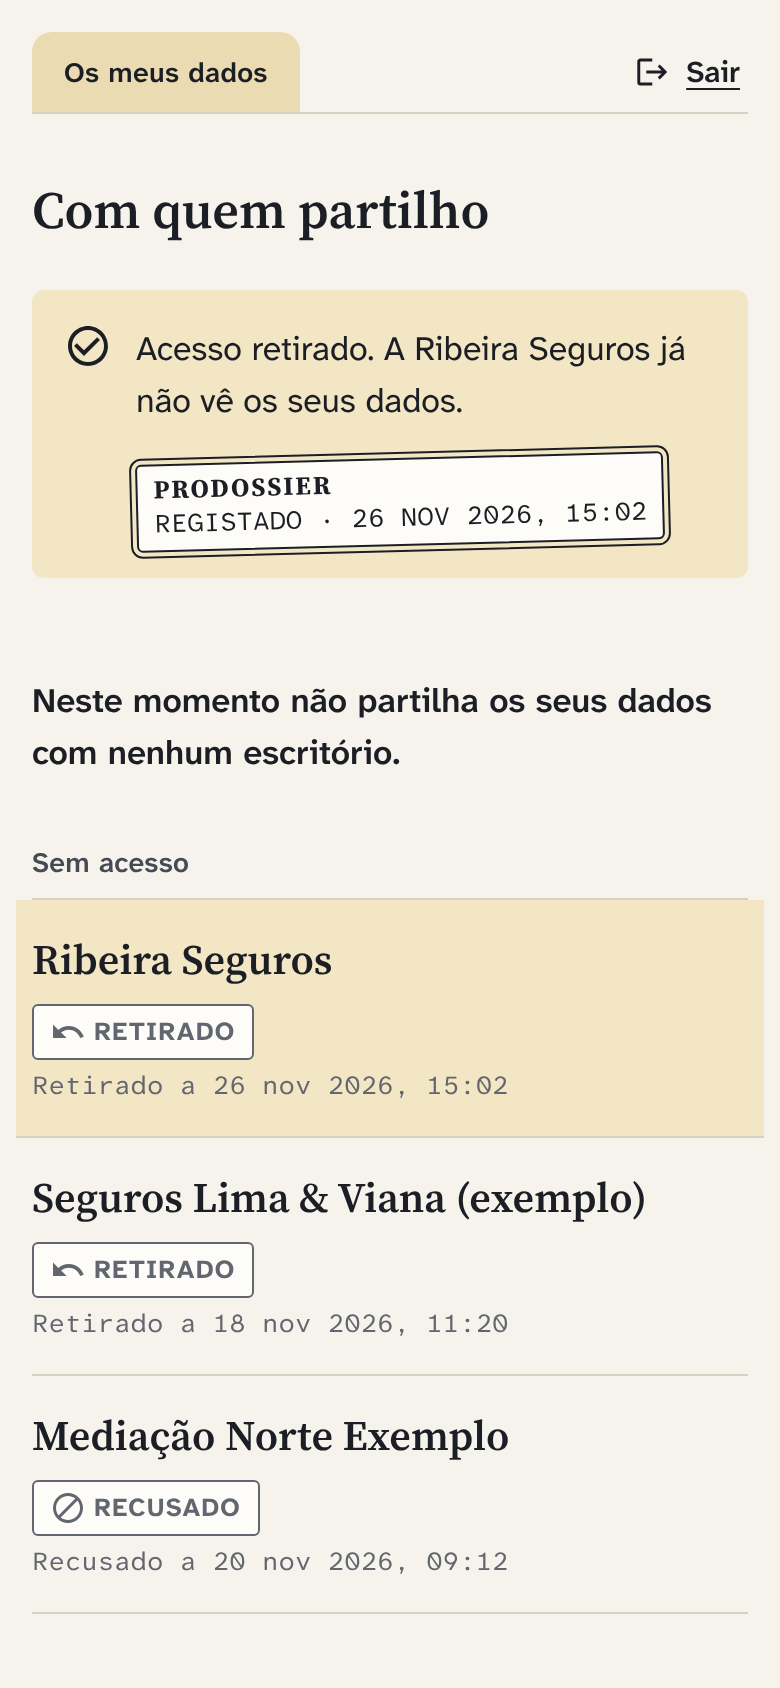 Os meus dados
Sair
Com quem partilho
Acesso retirado. A Ribeira Seguros já
não vê os seus dados.
PRODOSSIER
REGISTADO · 26 NOV 2026, 15:02
Neste momento não partilha os seus dados
com nenhum escritório.
Sem acesso
Ribeira Seguros
RETIRADO
Retirado a 26 nov 2026, 15:02
Seguros Lima & Viana (exemplo)
RETIRADO
Retirado a 18 nov 2026, 11:20
Mediação Norte Exemplo
RECUSADO
Recusado a 20 nov 2026, 09:12